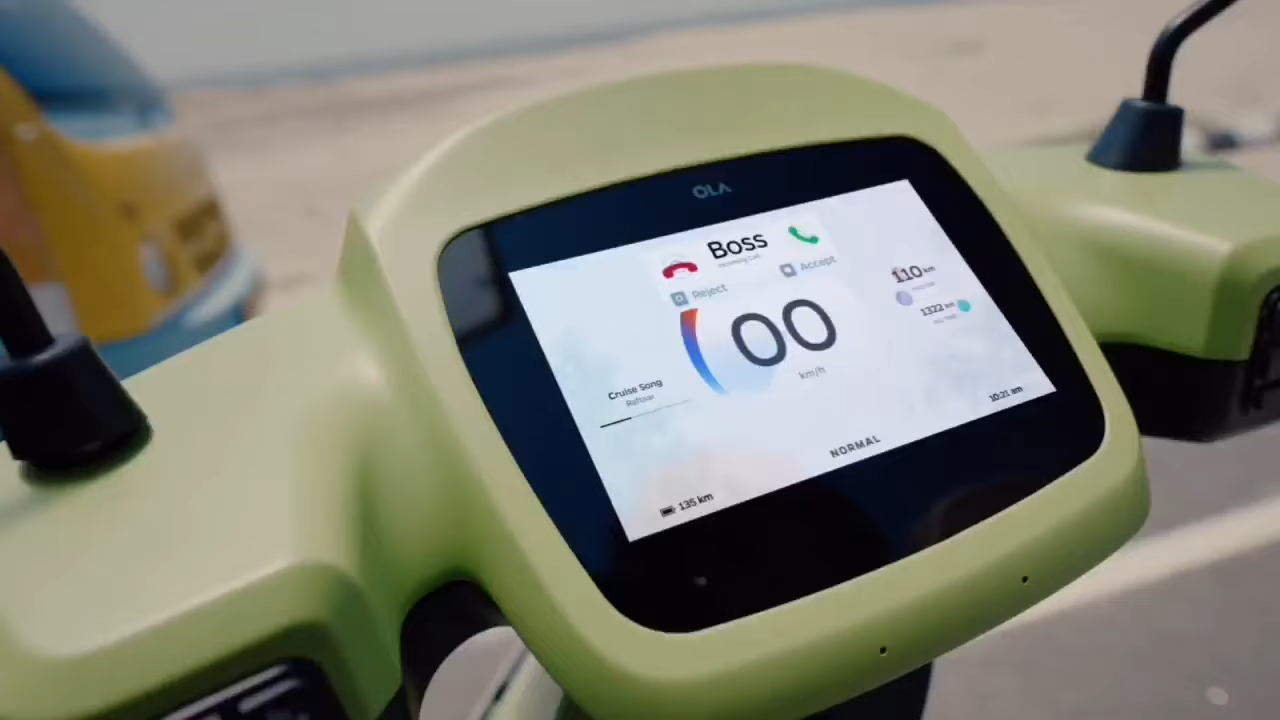 OLA
Boss
Incoming Call...
Reject
Accept
00
km/h
110 km
1322 km
Cruise Song
Raftaar
10:21 am
NORMAL
135 km